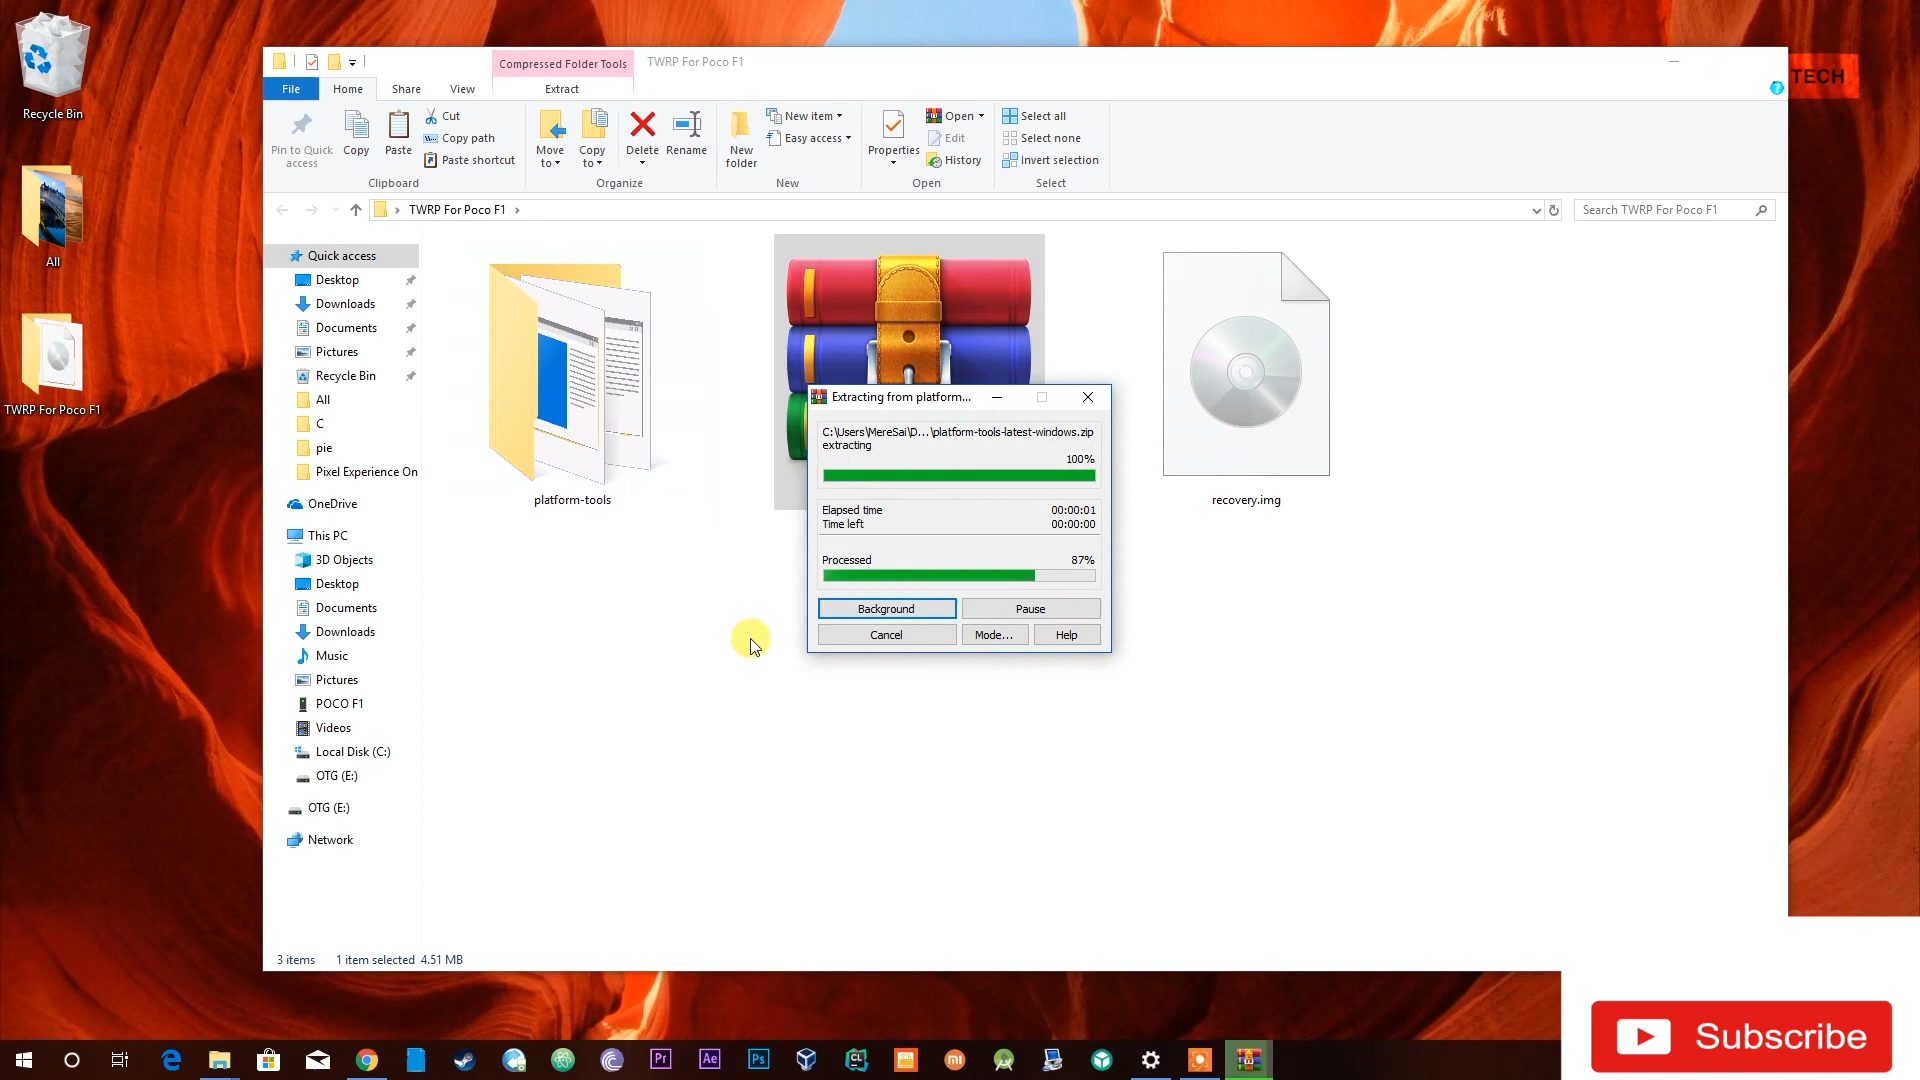 Recycle Bin
All
TWRP For Poco F1
Compressed Folder Tools
TWRP For Poco F1
File
Home
Share
View
Extract
TECH
Pin to Quick access
Copy
Paste
Cut
Copy path
Paste shortcut
Clipboard
Move to
Copy to
Delete
Rename
Organize
New folder
New item
Easy access
New
Properties
Open
Edit
History
Open
Select all
Select none
Invert selection
Select
TWRP For Poco F1
Search TWRP For Poco F1
Quick access
Desktop
Downloads
Documents
Pictures
Recycle Bin
All
C
pie
Pixel Experience On
OneDrive
This PC
3D Objects
Desktop
Documents
Downloads
Music
Pictures
POCO F1
Videos
Local Disk (C:)
OTG (E:)
OTG (E:)
Network
platform-tools
recovery.img
Extracting from platform...
C:\Users\MereSai\D...\platform-tools-latest-windows.zip
extracting
100%
Elapsed time 00:00:01
Time left 00:00:00
Processed 87%
Background
Pause
Cancel
Mode...
Help
3 items 1 item selected 4.51 MB
Pr
Ae
Ps
CL
mi
Subscribe